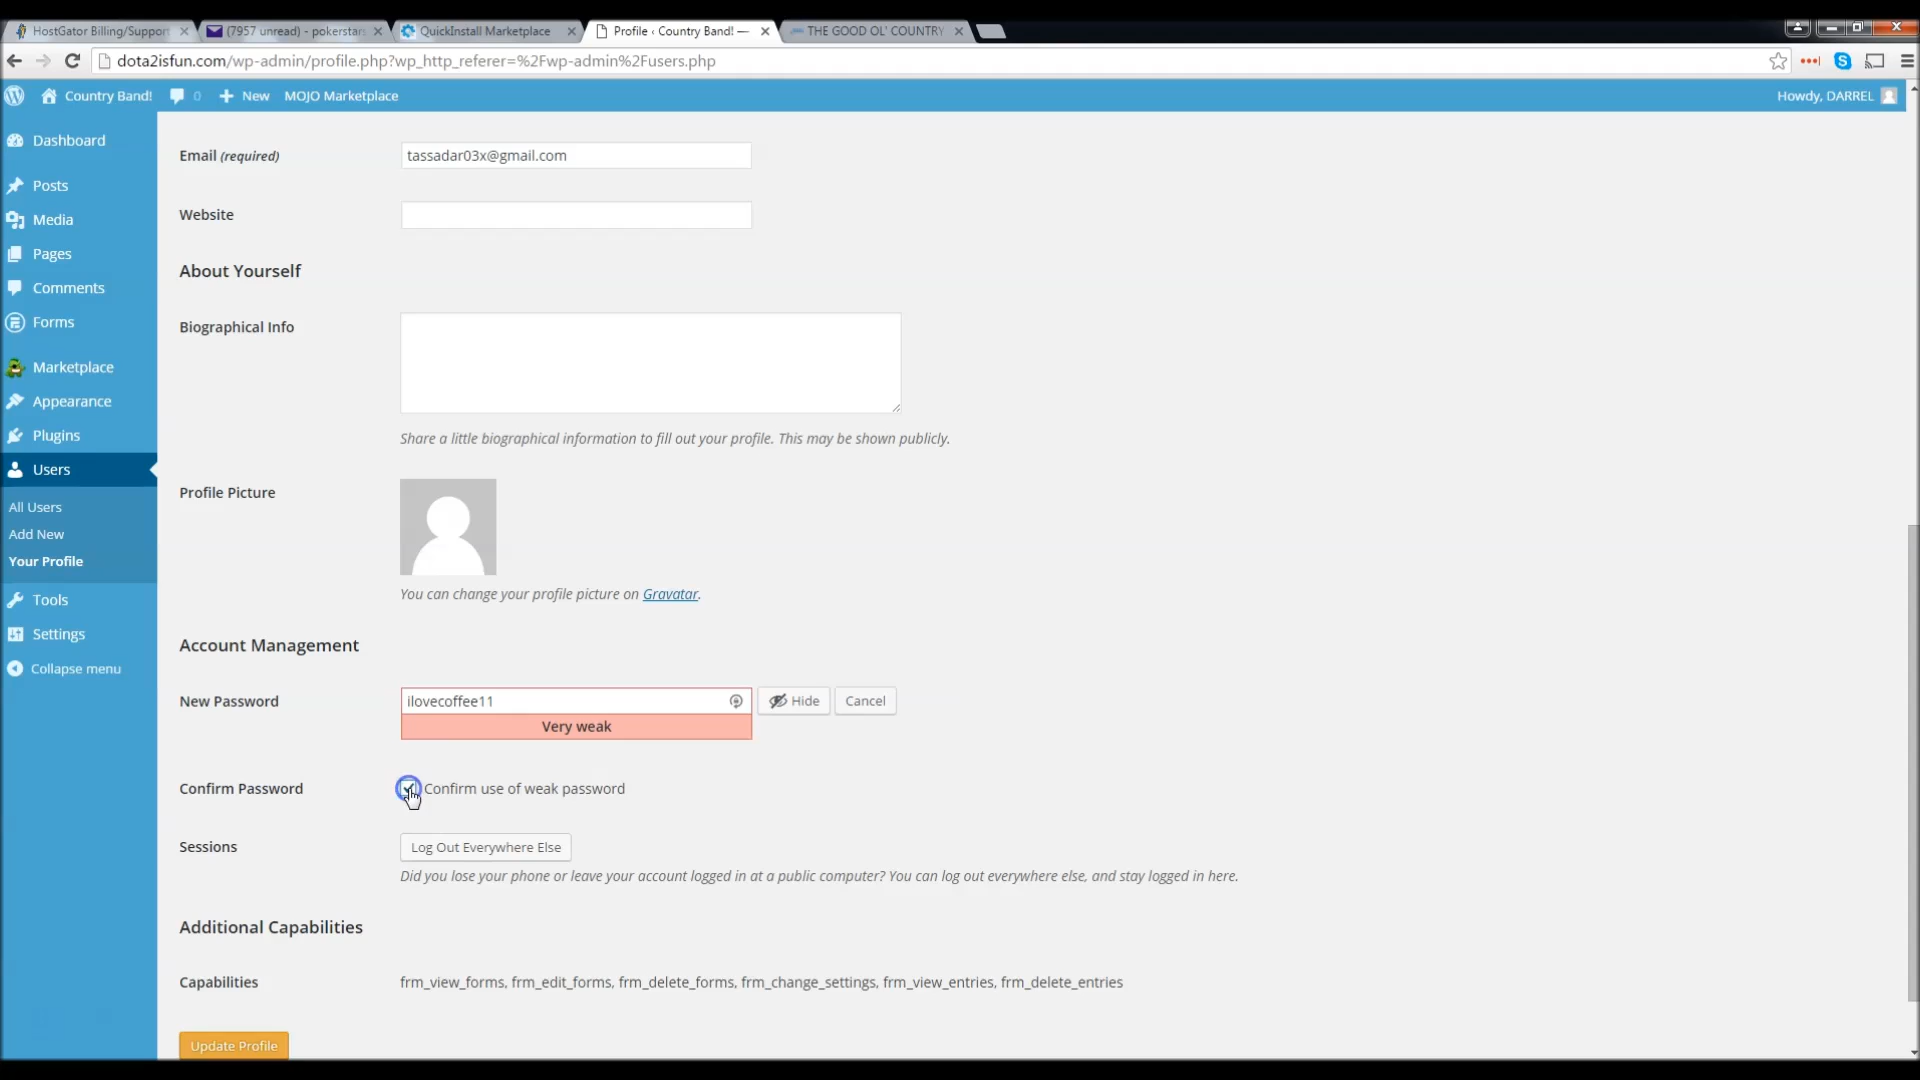 HostGator Billing/Support
(7957 unread) - pokerstar
QuickInstall Marketplace
Profile ‹ Country Band! —
THE GOOD OL' COUNTRY
dota2isfun.com/wp-admin/profile.php?wp_http_referer=%2Fwp-admin%2Fusers.php
Country Band!
0
New
MOJO Marketplace
Howdy, DARREL
Dashboard
Posts
Media
Pages
Comments
Forms
Marketplace
Appearance
Plugins
Users
All Users
Add New
Your Profile
Tools
Settings
Collapse menu
Email (required)
tassadar03x@gmail.com
Website
About Yourself
Biographical Info
Share a little biographical information to fill out your profile. This may be shown publicly.
Profile Picture
You can change your profile picture on Gravatar.
Account Management
New Password
ilovecoffee11
Hide
Cancel
Very weak
Confirm Password
Confirm use of weak password
Sessions
Log Out Everywhere Else
Did you lose your phone or leave your account logged in at a public computer? You can log out everywhere else, and stay logged in here.
Additional Capabilities
Capabilities
frm_view_forms, frm_edit_forms, frm_delete_forms, frm_change_settings, frm_view_entries, frm_delete_entries
Update Profile